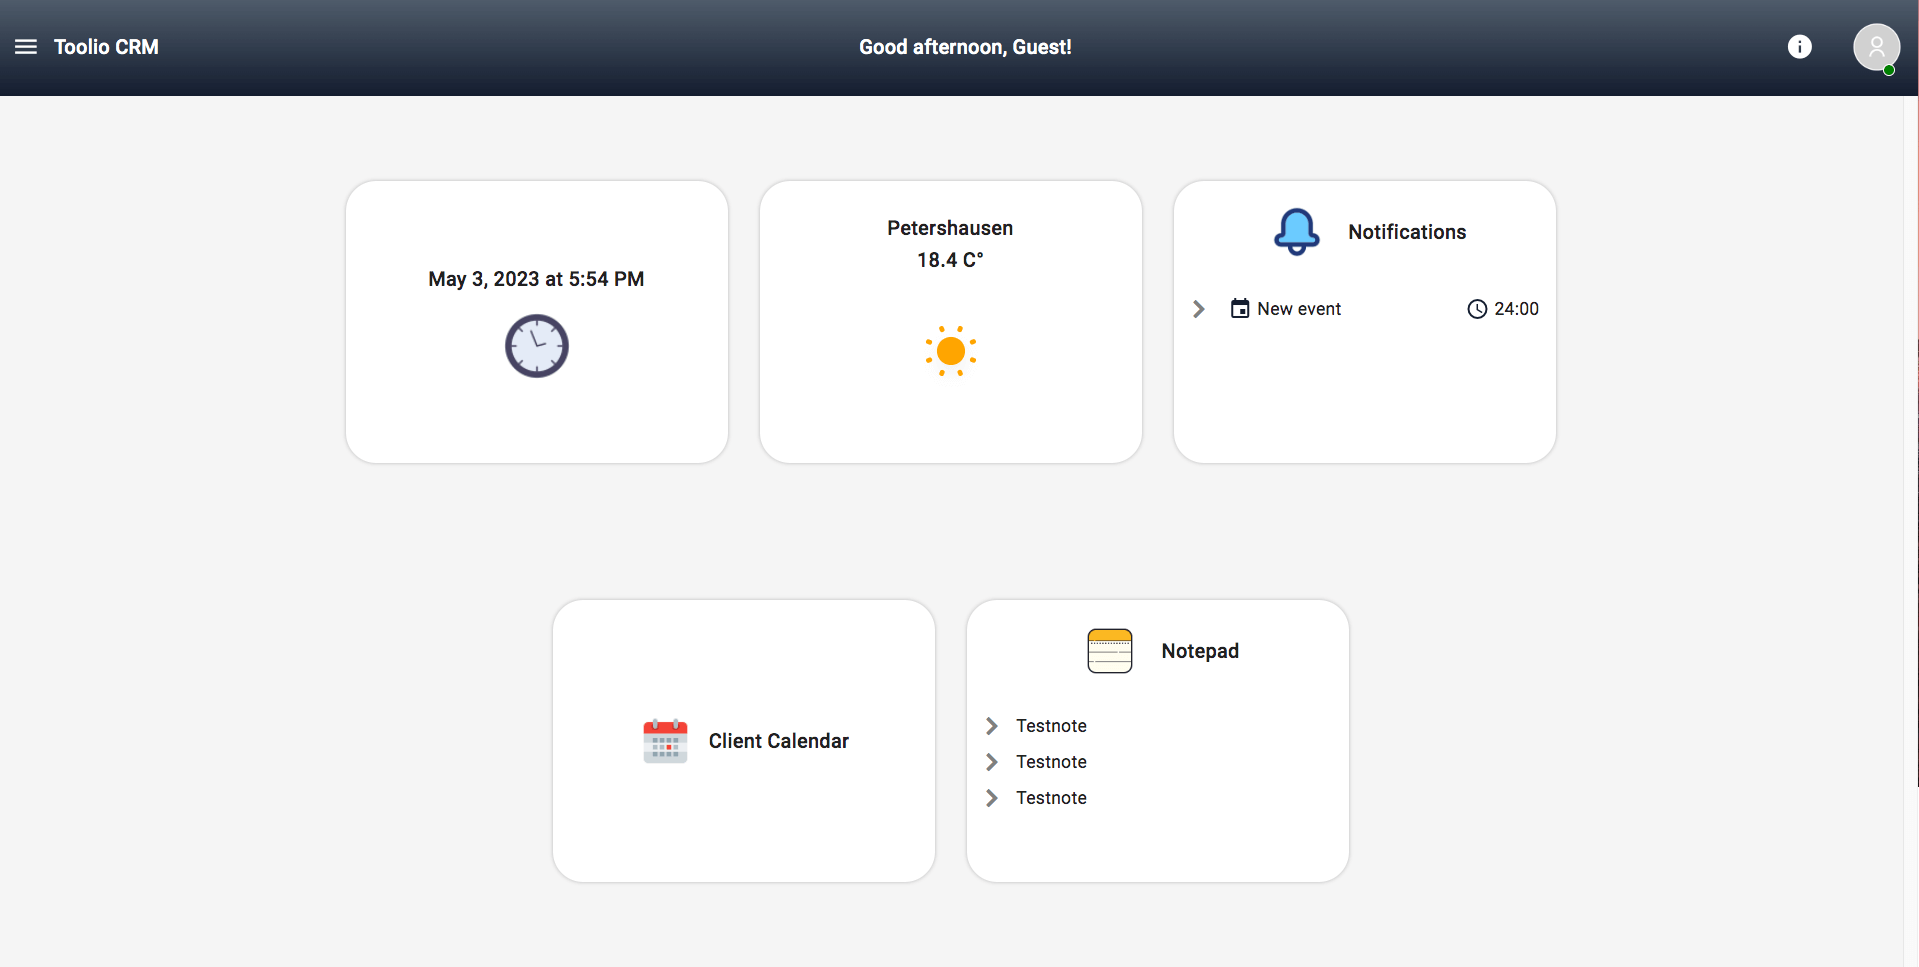 Toolio CRM
Good afternoon, Guest!
May 3, 2023 at 5:54 PM
Petershausen
18.4 C°
Notifications
New event
24:00
Client Calendar
Notepad
Testnote
Testnote
Testnote